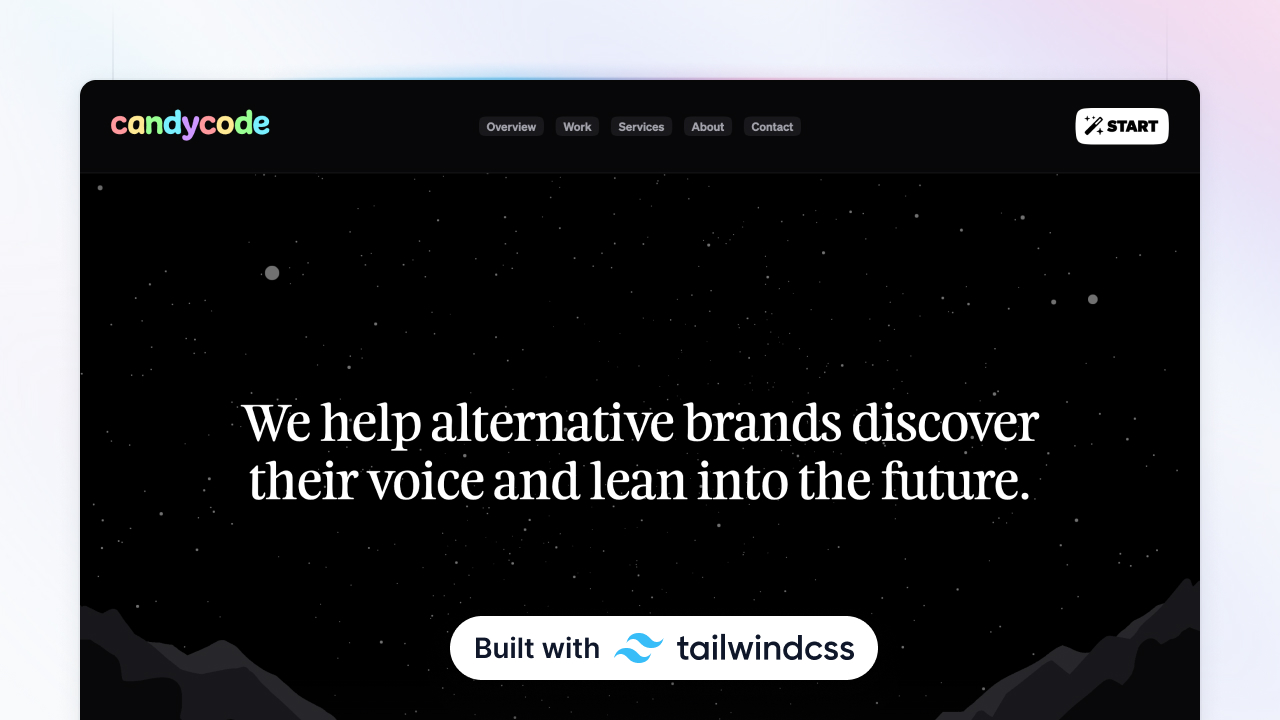 candycode
Overview Work Services About Contact
START
We help alternative brands discover
their voice and lean into the future.
Built with tailwindcss